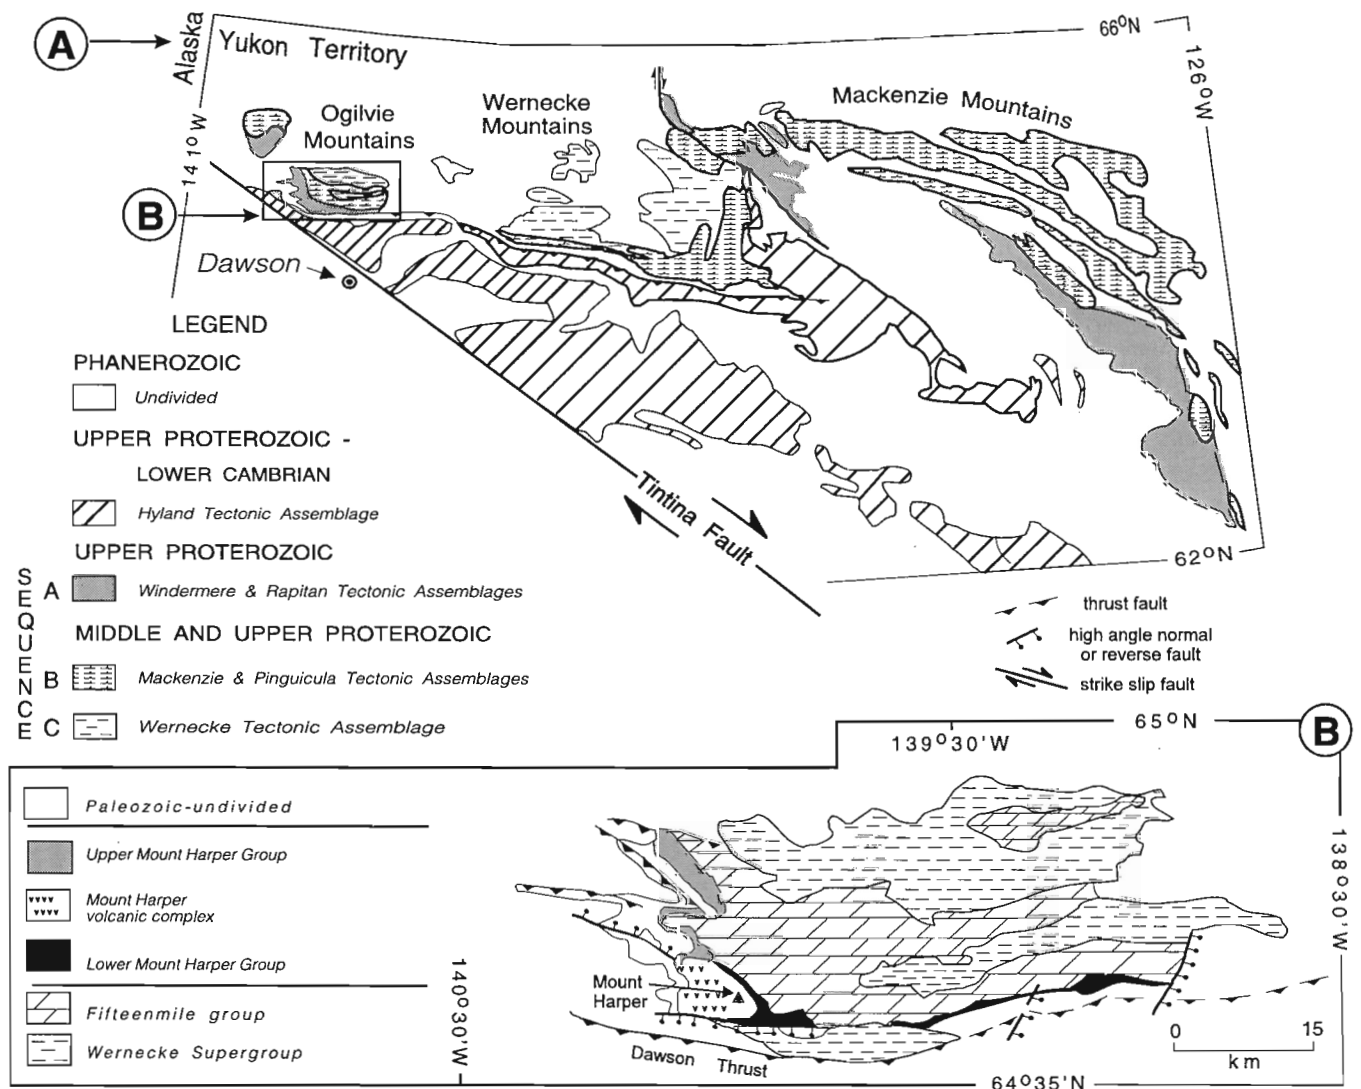 A
Alaska
Yukon Territory
66°N
126°W
141°W
Ogilvie
Mountains
Wernecke
Mountains
Mackenzie Mountains
B
Dawson
LEGEND
PHANEROZOIC
Undivided
UPPER PROTEROZOIC -
LOWER CAMBRIAN
Hyland Tectonic Assemblage
UPPER PROTEROZOIC
SEQUENCE
A
Windermere & Rapitan Tectonic Assemblages
MIDDLE AND UPPER PROTEROZOIC
B
Mackenzie & Pinguicula Tectonic Assemblages
C
Wernecke Tectonic Assemblage
Tintina Fault
62°N
thrust fault
high angle normal
or reverse fault
strike slip fault
65°N
B
139°30'W
138°30'W
Paleozoic-undivided
Upper Mount Harper Group
Mount Harper
volcanic complex
Lower Mount Harper Group
Fifteenmile group
Wernecke Supergroup
140°30'W
Mount
Harper
Dawson Thrust
0 15
km
64°35'N